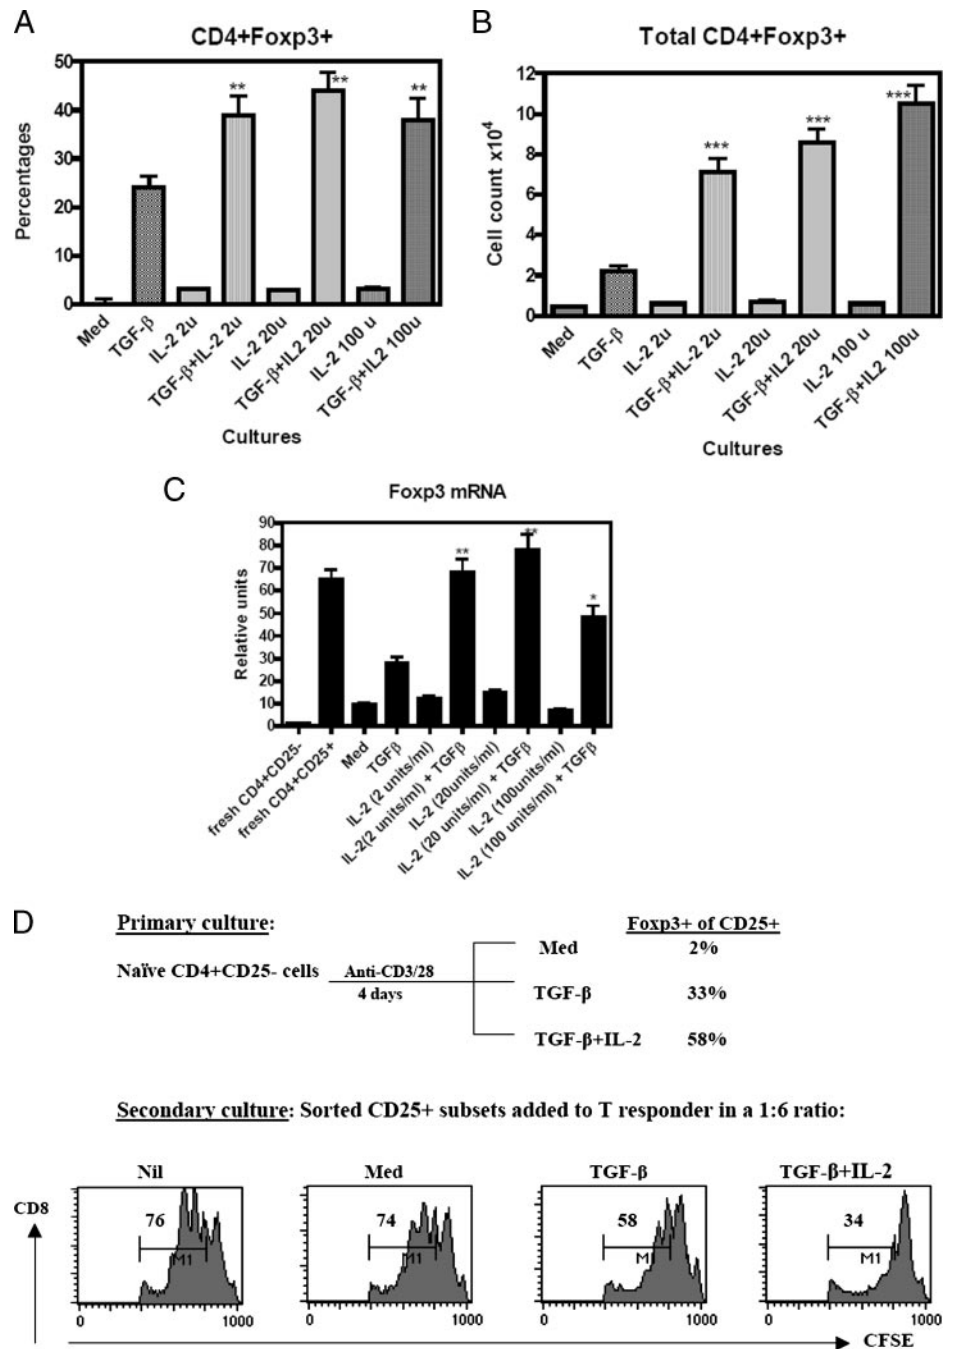 A
CD4+Foxp3+
Percentages
50
40
30
20
10
0
**
**
**
Med
TGF-β
IL-2 2u
TGF-β+IL-2 2u
IL-2 20u
TGF-β+IL2 20u
IL-2 100 u
TGF-β+IL2 100u
Cultures
B
Total CD4+Foxp3+
Cell count x10⁴
12
10
8
6
4
2
0
***
***
***
Med
TGF-β
IL-2 2u
TGF-β+IL-2 2u
IL-2 20u
TGF-β+IL2 20u
IL-2 100 u
TGF-β+IL2 100u
Cultures
C
Foxp3 mRNA
Relative units
90
80
70
60
50
40
30
20
10
0
**
**
*
fresh CD4+CD25-
fresh CD4+CD25+
Med
TGFβ
IL-2 (2 units/ml)
IL-2(2 units/ml) + TGFβ
IL-2 (20units/ml)
IL-2 (20 units/ml) + TGFβ
IL-2 (100units/ml)
IL-2 (100 units/ml) + TGFβ
D
Primary culture:
Foxp3+ of CD25+
Naïve CD4+CD25- cells
Anti-CD3/28
4 days
Med 2%
TGF-β 33%
TGF-β+IL-2 58%
Secondary culture: Sorted CD25+ subsets added to T responder in a 1:6 ratio:
Nil Med TGF-β TGF-β+IL-2
CD8
76 74 58 34
M1 M1 M1 M1
0 1000 0 1000 0 1000 0 1000
CFSE